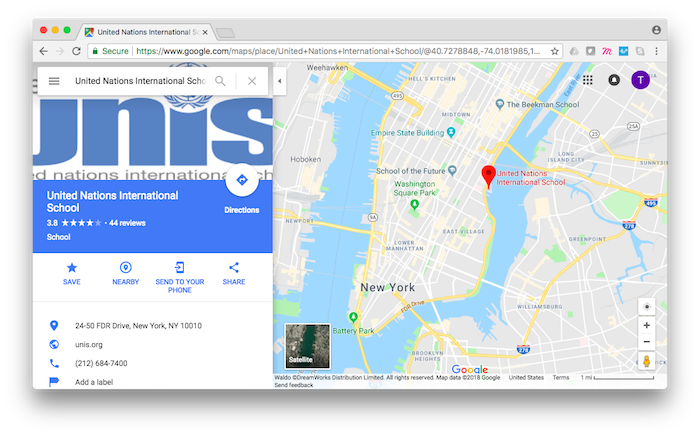 United Nations International School
Secure
https://www.google.com/maps/place/United+Nations+International+School/@40.7278848,-74.0181985,1...
T
United Nations International Scho
unis
united nations international
United Nations International
School
3.8
44 reviews
School
Directions
SAVE
NEARBY
SEND TO YOUR
PHONE
SHARE
24-50 FDR Drive, New York, NY 10010
unis.org
(212) 684-7400
Add a label
Weehawken
HELL'S KITCHEN
495
The Beekman School
MIDTOWN
Empire State Building
25A
LONG
ISLAND CITY
SUNNYSI
Hoboken
School of the Future
United Nations
International School
Washington
Square Park
495
278
NEWPORT
EAST VILLAGE
GREENPOINT
LOWER
MANHATTAN
New York
FDR Drive
WILLIAMSBURG
Battery Park
278
BROOKLYN
HEIGHTS
Satellite
Google
Waldo ©DreamWorks Distribution Limited. All rights reserved. Map data ©2018 Google
United States
Terms
1 mi
Send feedback